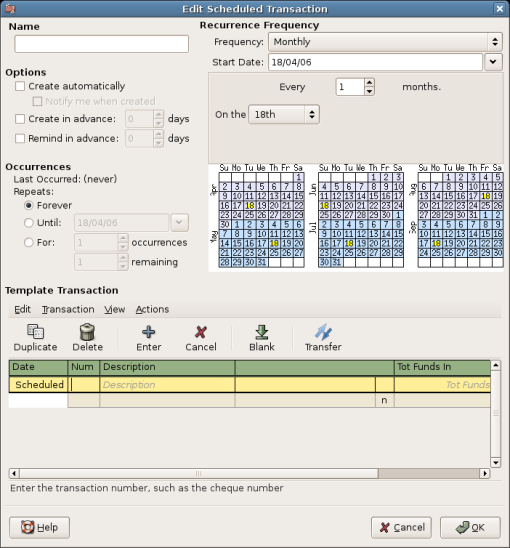 Edit Scheduled Transaction
Name
Recurrence Frequency
Frequency: Monthly
Start Date: 18/04/06
Every 1 months.
On the 18th
Options
Create automatically
Notify me when created
Create in advance: 0 days
Remind in advance: 0 days
Occurrences
Last Occurred: (never)
Repeats:
Forever
Until: 18/04/06
For: 1 occurrences
1 remaining
Su Mo Tu We Th Fr Sa
Apr
1
2 3 4 5 6 7 8
9 10 11 12 13 14 15
16 17 18 19 20 21 22
23 24 25 26 27 28 29
30 1 2 3 4 5 6
May
7 8 9 10 11 12 13
14 15 16 17 18 19 20
21 22 23 24 25 26 27
28 29 30 31
Su Mo Tu We Th Fr Sa
Jun
1 2 3
4 5 6 7 8 9 10
11 12 13 14 15 16 17
18 19 20 21 22 23 24
25 26 27 28 29 30 1
Jul
2 3 4 5 6 7 8
9 10 11 12 13 14 15
16 17 18 19 20 21 22
23 24 25 26 27 28 29
30 31
Su Mo Tu We Th Fr Sa
Aug
1 2 3 4 5
6 7 8 9 10 11 12
13 14 15 16 17 18 19
20 21 22 23 24 25 26
27 28 29 30 31 1 2
Sep
3 4 5 6 7 8 9
10 11 12 13 14 15 16
17 18 19 20 21 22 23
24 25 26 27 28 29 30
Template Transaction
Edit Transaction View Actions
Duplicate Delete Enter Cancel Blank Transfer
Date Num Description Tot Funds In
Scheduled Description Tot Funds
n
Enter the transaction number, such as the cheque number
Help Cancel OK